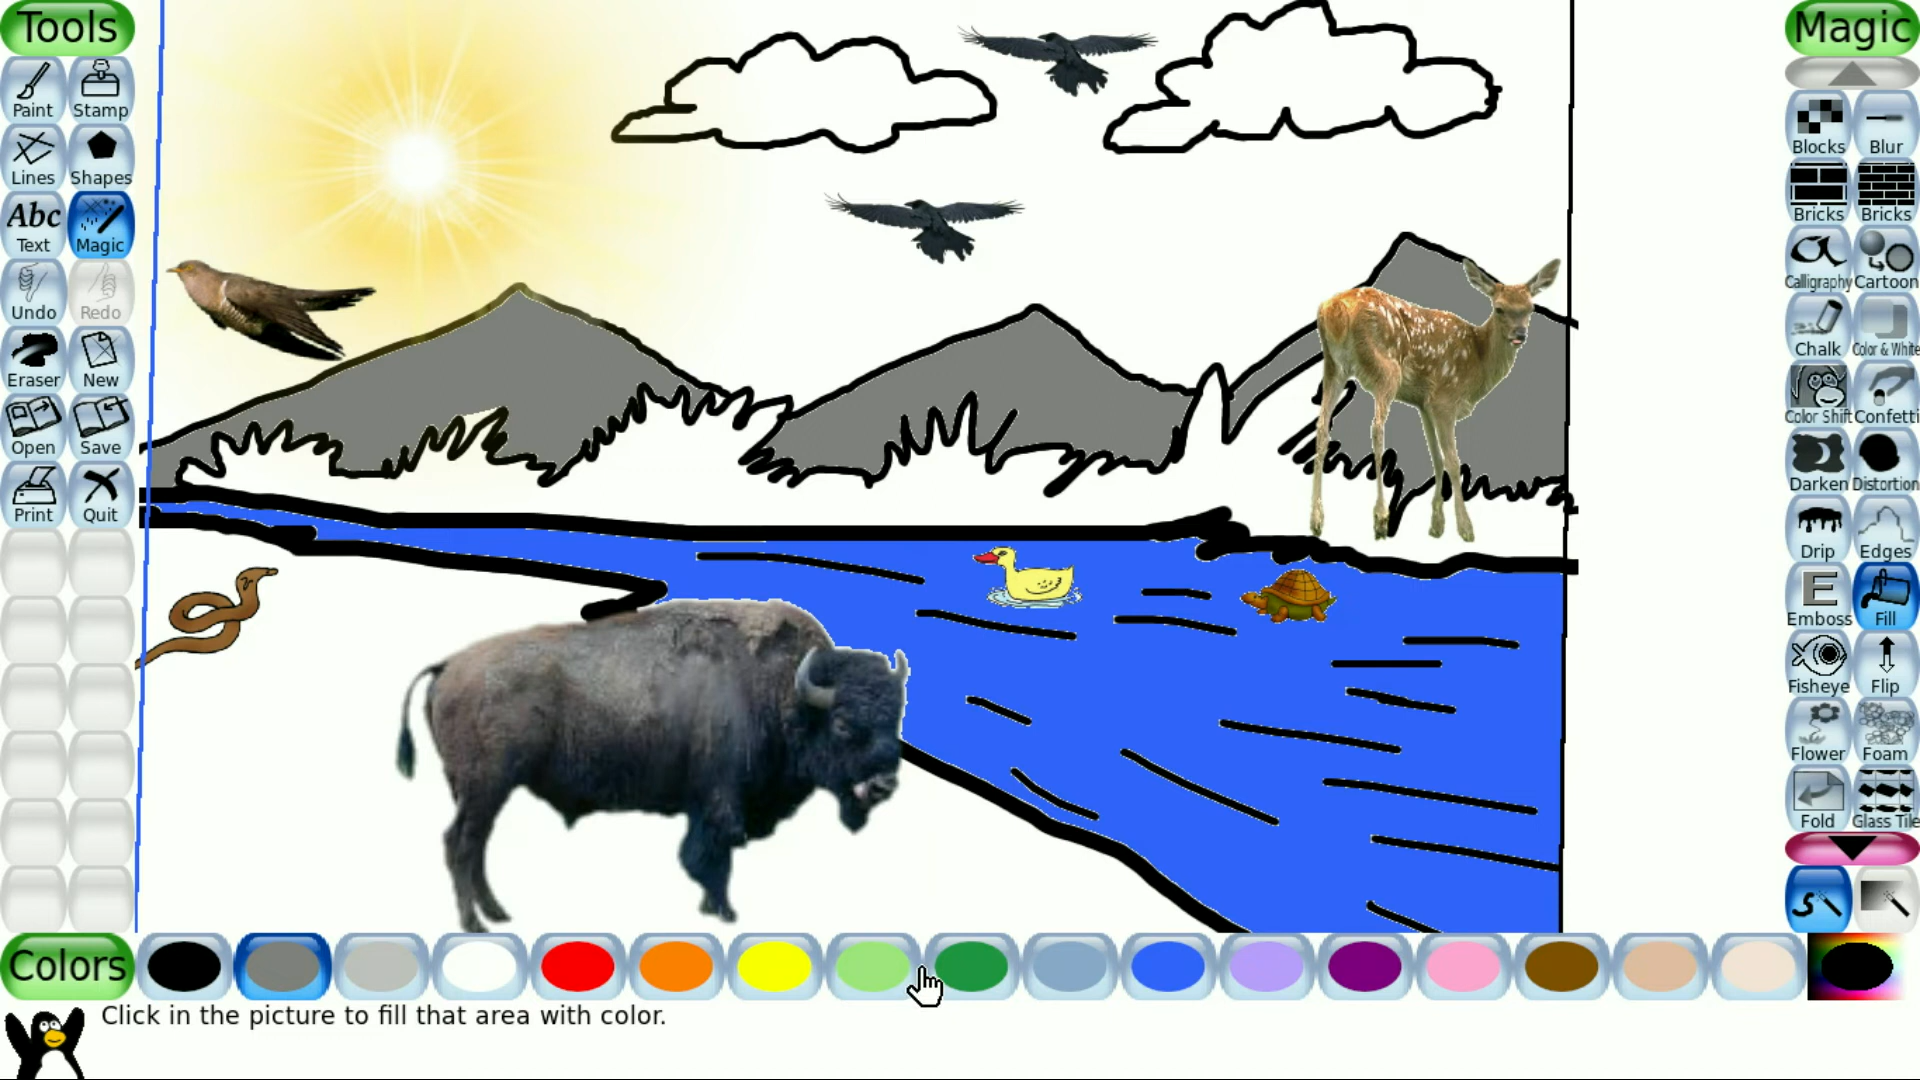 Tools
Paint Stamp
Lines Shapes
Abc
Text Magic
Undo Redo
Eraser New
Open Save
Print Quit
Magic
Blocks Blur
Bricks Bricks
Calligraphy Cartoon
Chalk Color & White
Color Shift Confetti
Darken Distortion
Drip Edges
E
Emboss Fill
Fisheye Flip
Flower Foam
Fold Glass Tile
Colors
Click in the picture to fill that area with color.